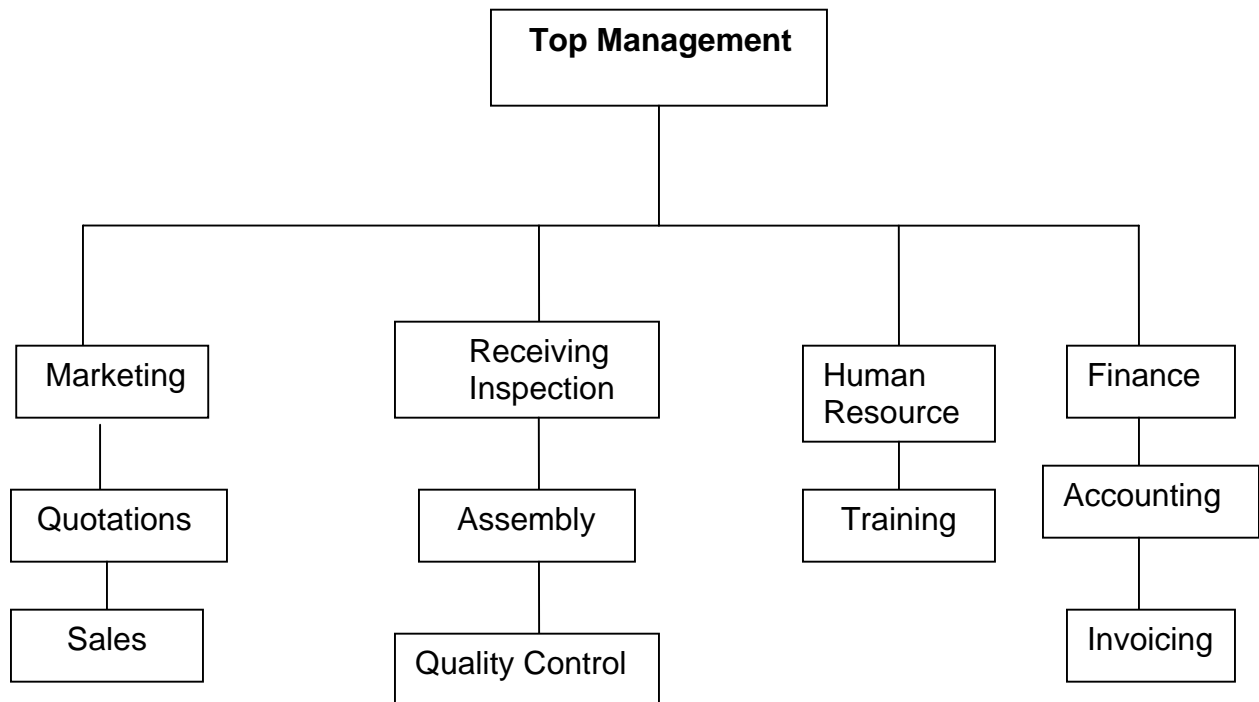 Top Management
Marketing
Receiving
Inspection
Human
Resource
Finance
Quotations
Assembly
Training
Accounting
Sales
Quality Control
Invoicing